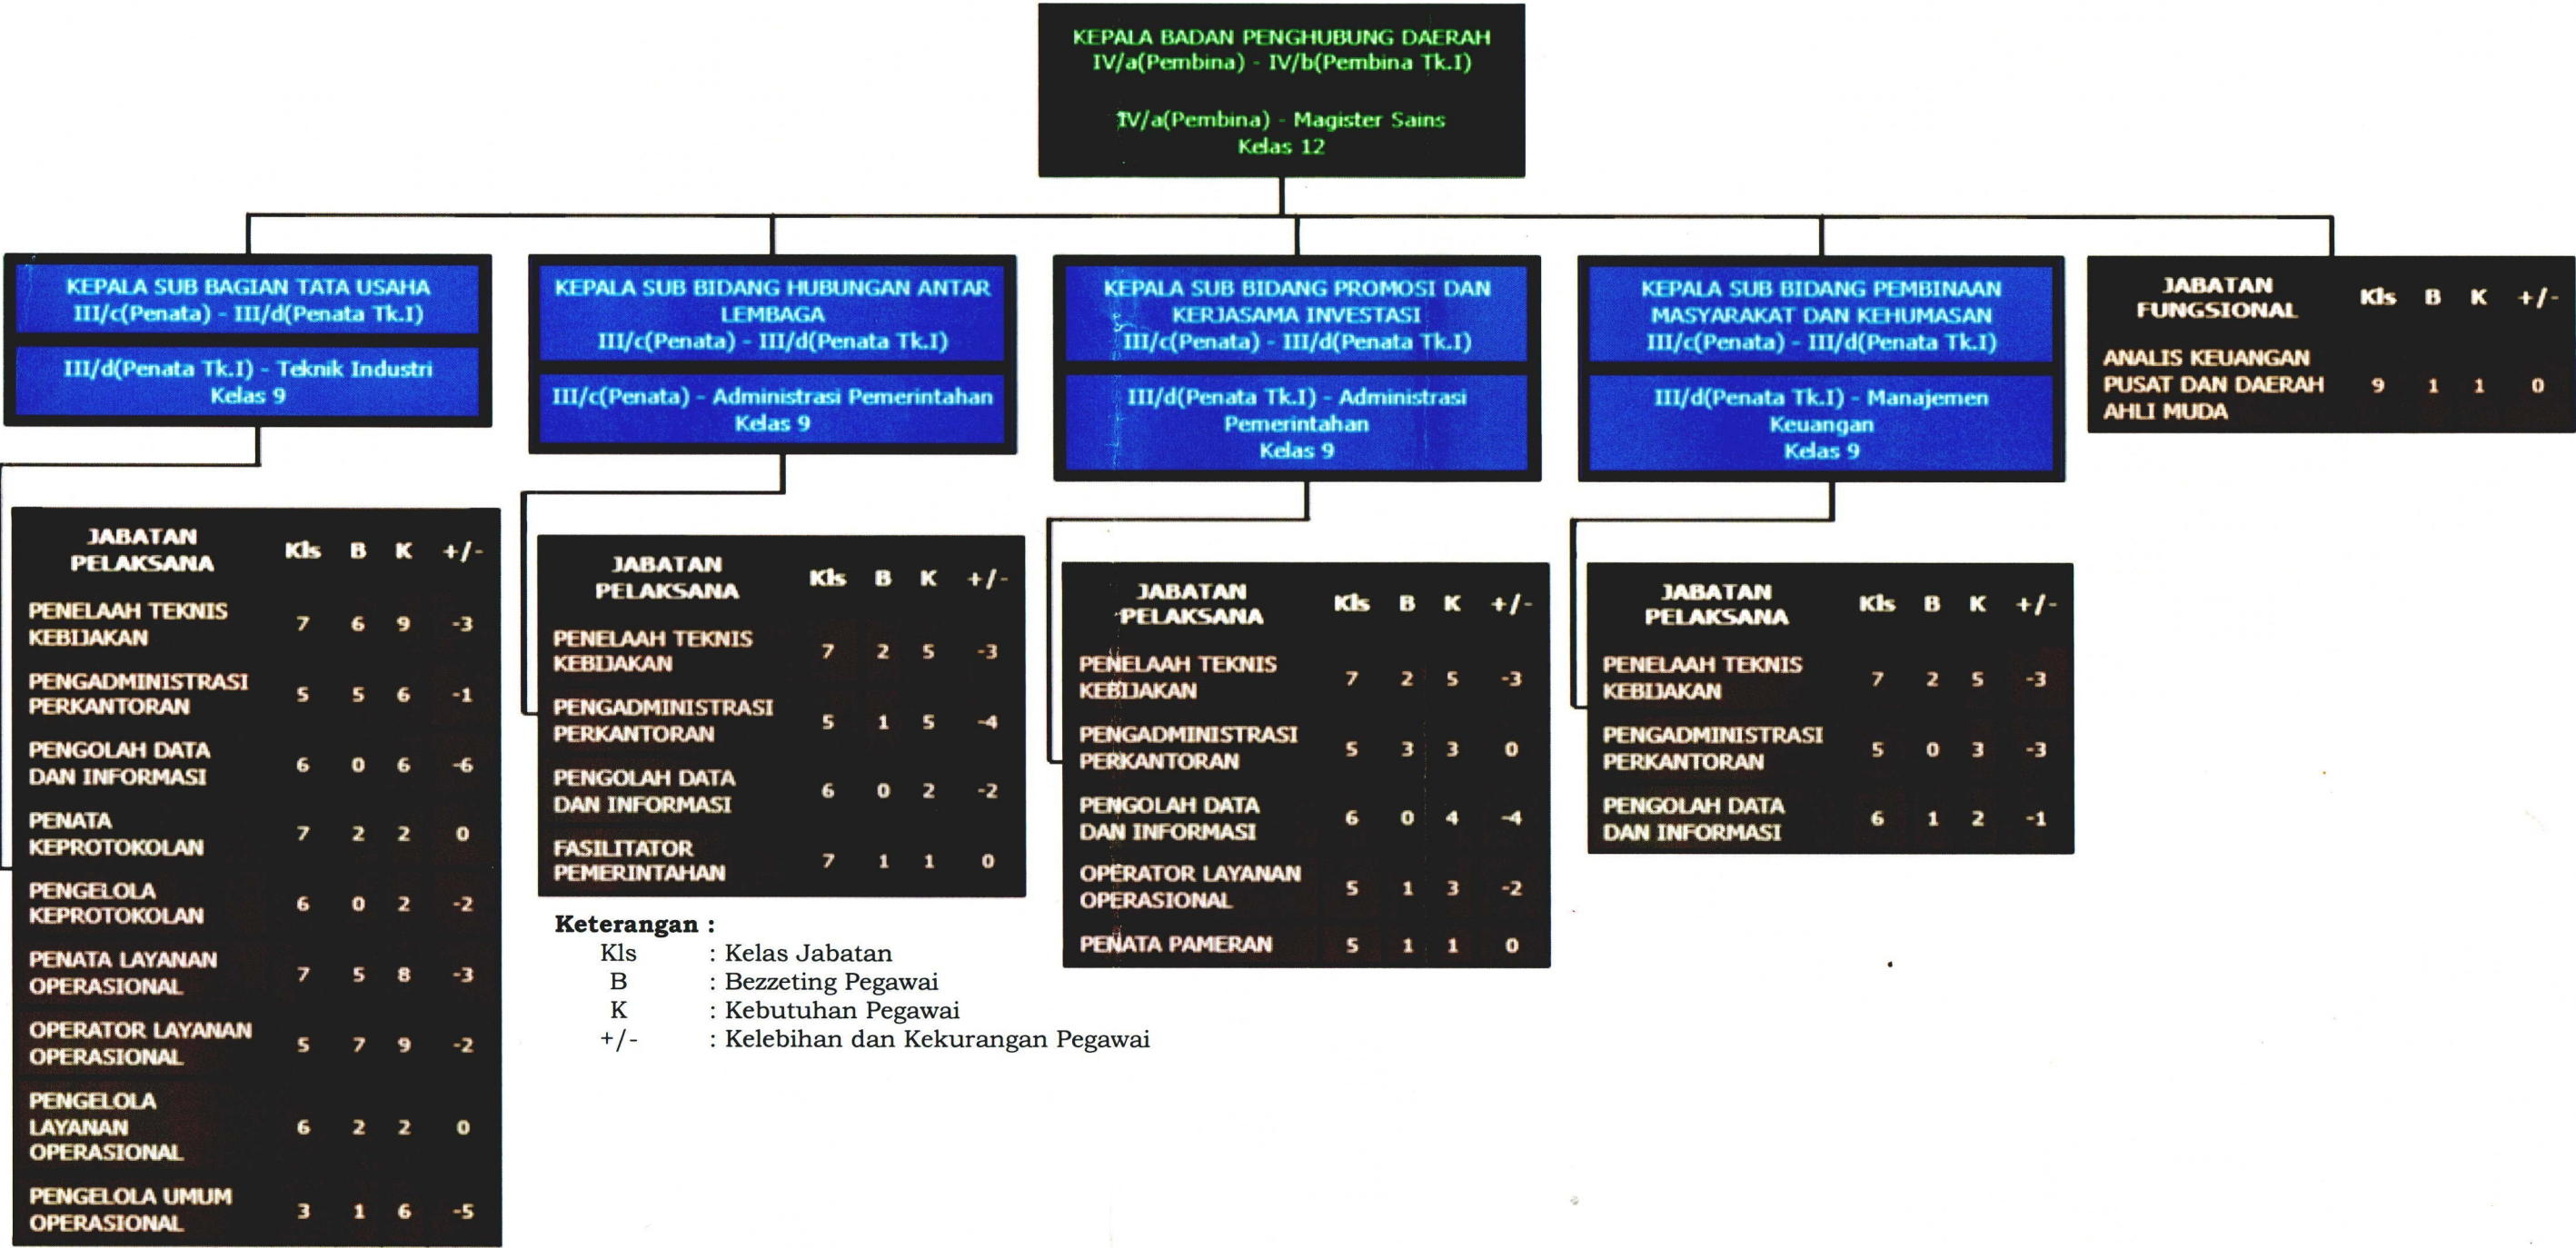 KEPALA BADAN PENGHUBUNG DAERAH
IV/a(Pembina) - IV/b(Pembina Tk.I)
IV/a(Pembina) - Magister Sains
Kelas 12
KEPALA SUB BAGIAN TATA USAHA
III/c(Penata) - III/d(Penata Tk.I)
III/d(Penata Tk.I) - Teknik Industri
Kelas 9
JABATAN
PELAKSANA Kls B K +/-
PENELAAH TEKNIS
KEBIJAKAN 7 6 9 -3
PENGADMINISTRASI
PERKANTORAN 5 5 6 -1
PENGOLAH DATA
DAN INFORMASI 6 0 6 -6
PENATA
KEPROTOKOLAN 7 2 2 0
PENGELOLA
KEPROTOKOLAN 6 0 2 -2
PENATA LAYANAN
OPERASIONAL 7 5 8 -3
OPERATOR LAYANAN
OPERASIONAL 5 7 9 -2
PENGELOLA
LAYANAN 6 2 2 0
OPERASIONAL
PENGELOLA UMUM
OPERASIONAL 3 1 6 -5
KEPALA SUB BIDANG HUBUNGAN ANTAR
LEMBAGA
III/c(Penata) - III/d(Penata Tk.I)
III/c(Penata) - Administrasi Pemerintahan
Kelas 9
JABATAN
PELAKSANA Kls B K +/-
PENELAAH TEKNIS
KEBIJAKAN 7 2 5 -3
PENGADMINISTRASI
PERKANTORAN 5 1 5 -4
PENGOLAH DATA
DAN INFORMASI 6 0 2 -2
FASILITATOR
PEMERINTAHAN 7 1 1 0
KEPALA SUB BIDANG PROMOSI DAN
KERJASAMA INVESTASI
III/c(Penata) - III/d(Penata Tk.I)
III/d(Penata Tk.I) - Administrasi
Pemerintahan
Kelas 9
JABATAN
PELAKSANA Kls B K +/-
PENELAAH TEKNIS
KEBIJAKAN 7 2 5 -3
PENGADMINISTRASI
PERKANTORAN 5 3 3 0
PENGOLAH DATA
DAN INFORMASI 6 0 4 -4
OPERATOR LAYANAN
OPERASIONAL 5 1 3 -2
PENATA PAMERAN 5 1 1 0
KEPALA SUB BIDANG PEMBINAAN
MASYARAKAT DAN KEHUMASAN
III/c(Penata) - III/d(Penata Tk.I)
III/d(Penata Tk.I) - Manajemen
Keuangan
Kelas 9
JABATAN
PELAKSANA Kls B K +/-
PENELAAH TEKNIS
KEBIJAKAN 7 2 5 -3
PENGADMINISTRASI
PERKANTORAN 5 0 3 -3
PENGOLAH DATA
DAN INFORMASI 6 1 2 -1
JABATAN
FUNGSIONAL Kls B K +/-
ANALIS KEUANGAN
PUSAT DAN DAERAH 9 1 1 0
AHLI MUDA
Keterangan :
Kls : Kelas Jabatan
B : Bezzeting Pegawai
K : Kebutuhan Pegawai
+/- : Kelebihan dan Kekurangan Pegawai